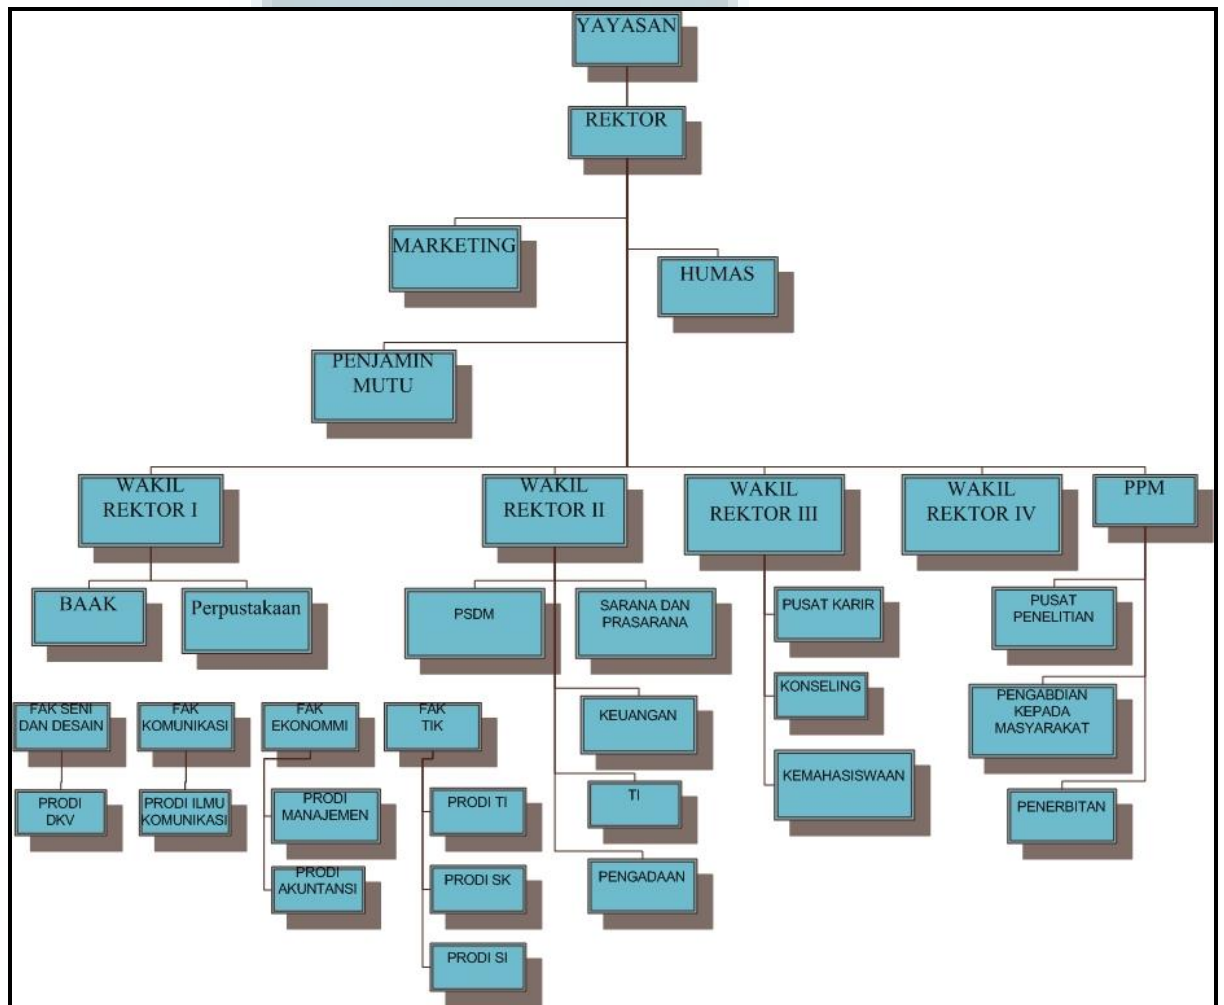 YAYASAN
REKTOR
MARKETING
HUMAS
PENJAMIN
MUTU
WAKIL
REKTOR I
WAKIL
REKTOR II
WAKIL
REKTOR III
WAKIL
REKTOR IV
PPM
BAAK
Perpustakaan
PSDM
SARANA DAN
PRASARANA
PUSAT KARIR
PUSAT
PENELITIAN
KONSELING
PENGABDIAN
KEPADA
MASYARAKAT
FAK SENI
DAN DESAIN
FAK
KOMUNIKASI
FAK
EKONOMMI
FAK
TIK
KEUANGAN
KEMAHASISWAAN
PRODI
DKV
PRODI ILMU
KOMUNIKASI
PRODI
MANAJEMEN
PRODI TI
TI
PENERBITAN
PRODI
AKUNTANSI
PRODI SK
PENGADAAN
PRODI SI